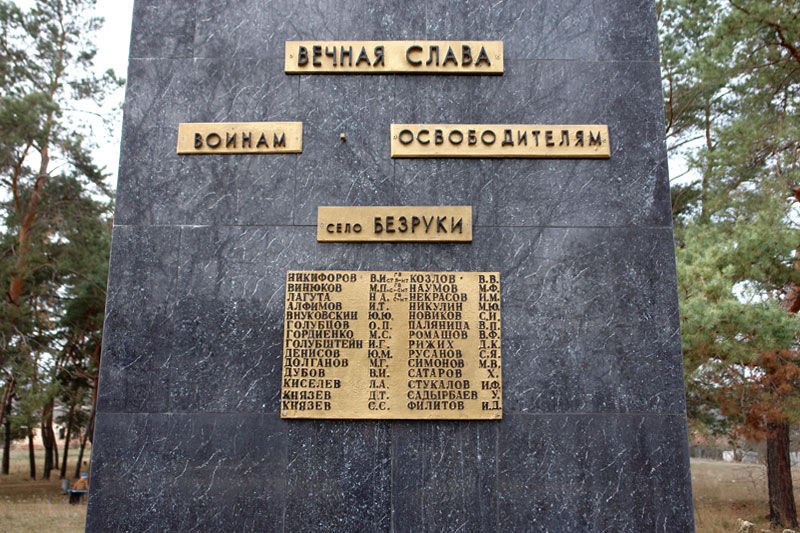 ВЕЧНАЯ СЛАВА
ВОИНАМ ОСВОБОДИТЕЛЯМ
СЕЛО БЕЗРУКИ
НИКИФОРОВ В.И. КОЗЛОВ В.В.
ВИНЮКОВ М.П. НАУМОВ М.Ф.
ЛАГУТА Н.А. НЕКРАСОВ И.М.
АЛФИМОВ И.Т. НИКУЛИН М.Ю.
ВНУКОВСКИЙ Ю.Ю. НОВИКОВ С.Н.
ГОЛУБЦОВ О.П. ПАЛЯНИЦА В.П.
ГОРДИЕНКО М.С. РОМАШОВ В.Ф.
ГОЛУБШТЕЙН И.Г. РИЖИХ Д.К.
ДЕНИСОВ Ю.М. РУСАНОВ С.Я.
ДОЛГАНОВ М.Г. СИМОНОВ М.В.
ДУБОВ В.И. САТАРОВ Х.
КИСЕЛЕВ Л.А. СТУКАЛОВ И.Ф.
КНЯЗЕВ Д.Т. САДЫРБАЕВ У.
КНЯЗЕВ С.Є. ФИЛИТОВ И.Д.